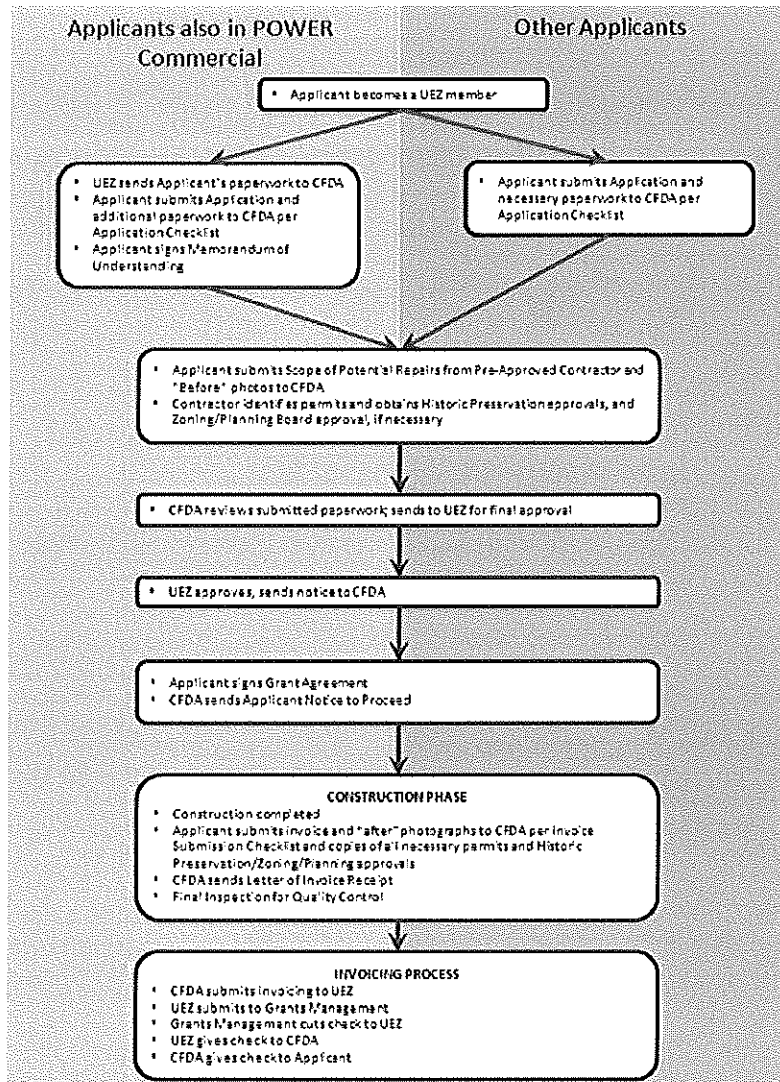 Applicants also in POWER
Commercial
Other Applicants
• Applicant becomes a UEZ member
• UEZ sends Applicant's paperwork to CFDA
• Applicant submits Application and
additional paperwork to CFDA per
Application Checklist
• Applicant signs Memorandum of
Understanding
• Applicant submits Application and
necessary paperwork to CFDA per
Application Checklist
• Applicant submits Scope of Potential Repairs from Pre-Approved Contractor and
"Before" photos to CFDA
• Contractor identifies permits and obtains Historic Preservation approvals, and
Zoning/Planning Board approval, if necessary
• CFDA reviews submitted paperwork; sends to UEZ for final approval
• UEZ approves, sends notice to CFDA
• Applicant signs Grant Agreement
• CFDA sends Applicant Notice to Proceed
CONSTRUCTION PHASE
• Construction completed
• Applicant submits invoice and "after" photographs to CFDA per Invoice
Submission Checklist and copies of all necessary permits and Historic
Preservation/Zoning/Planning approvals
• CFDA sends Letter of Invoice Receipt
• Final Inspection for Quality Control
INVOICING PROCESS
• CFDA submits invoicing to UEZ
• UEZ submits to Grants Management
• Grants Management cuts check to UEZ
• UEZ gives check to CFDA
• CFDA gives check to Applicant